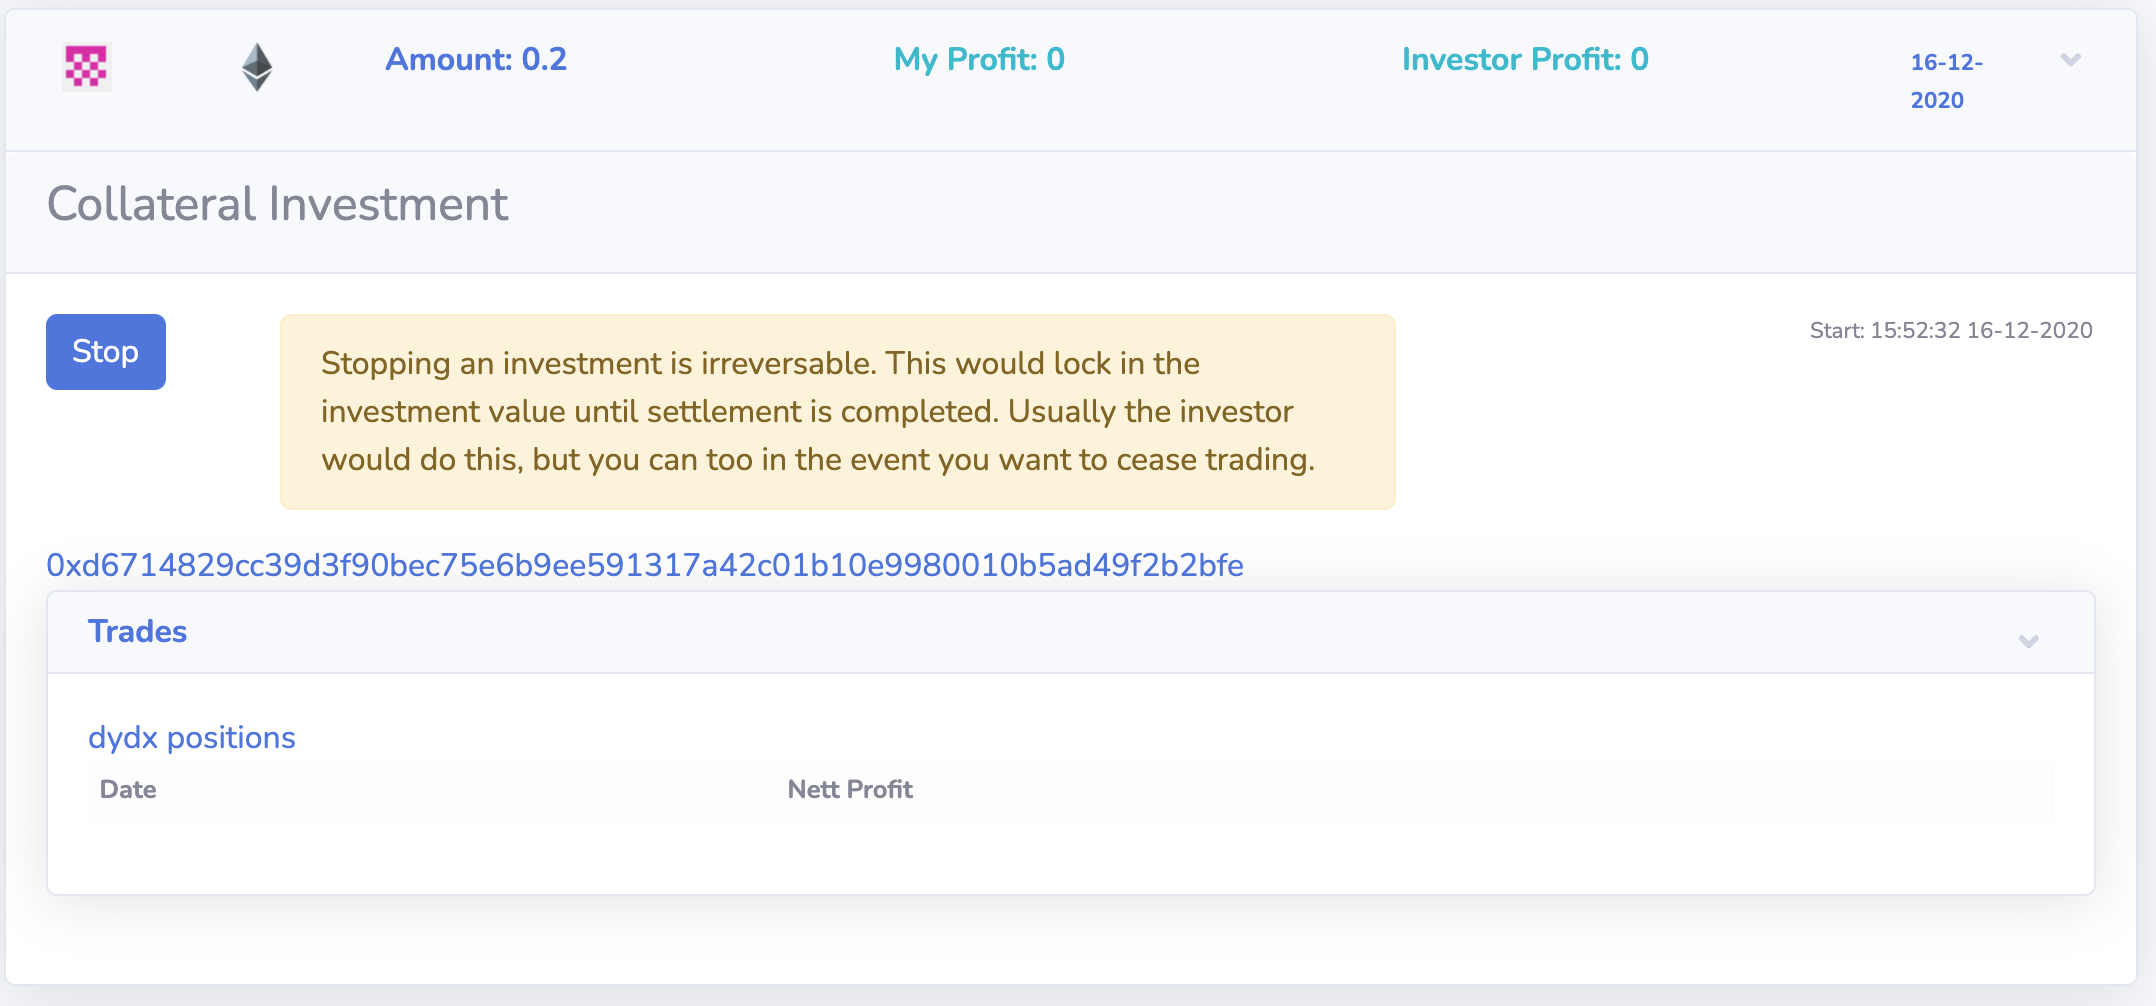 Amount: 0.2
My Profit: 0
Investor Profit: 0
16-12-
2020
Collateral Investment
Stop
Stopping an investment is irreversable. This would lock in the
investment value until settlement is completed. Usually the investor
would do this, but you can too in the event you want to cease trading.
Start: 15:52:32 16-12-2020
0xd6714829cc39d3f90bec75e6b9ee591317a42c01b10e9980010b5ad49f2b2bfe
Trades
dydx positions
Date
Nett Profit